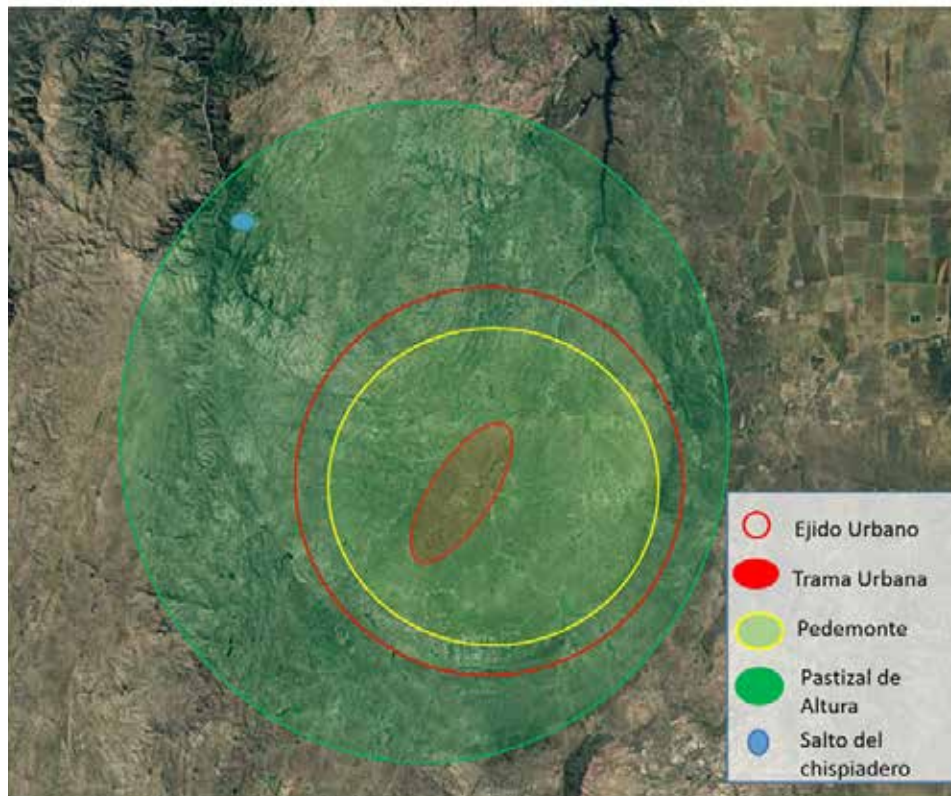 Ejido Urbano
Trama Urbana
Pedemonte
Pastizal de
Altura
Salto del
chispiadero